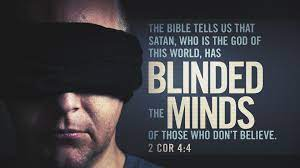 THE BIBLE TELLS US THAT
SATAN, WHO IS THE GOD OF
THIS WORLD, HAS
BLINDED
THE MINDS
OF THOSE WHO DON'T BELIEVE.
2 COR 4:4